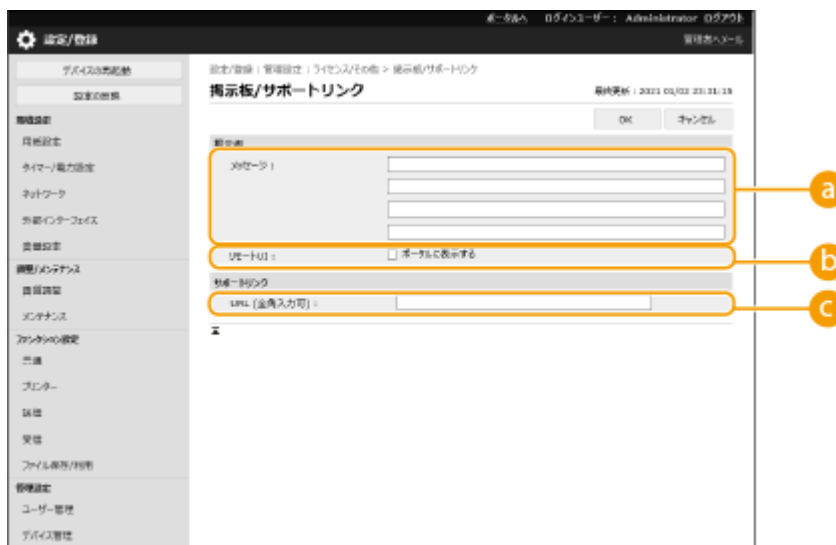 ポータルへ ログインユーザー： Administrator ログアウト
設定/登録
管理者へメール
デバイスの再起動
設定の反映
環境設定
用紙設定
タイマー/電力設定
ネットワーク
外部インターフェイス
音量設定
調整/メンテナンス
画質調整
メンテナンス
ファンクション設定
共通
プリンター
送信
受信
ファイル保存/利用
管理設定
ユーザー管理
デバイス管理
設定/登録 : 管理設定 : ライセンス/その他 > 掲示板/サポートリンク
掲示板/サポートリンク
最終更新 : 2021 01/02 23:31:15
OK キャンセル
掲示板
メッセージ :
a
リモートUI :
ポータルに表示する
b
サポートリンク
URL (全角入力可) :
c